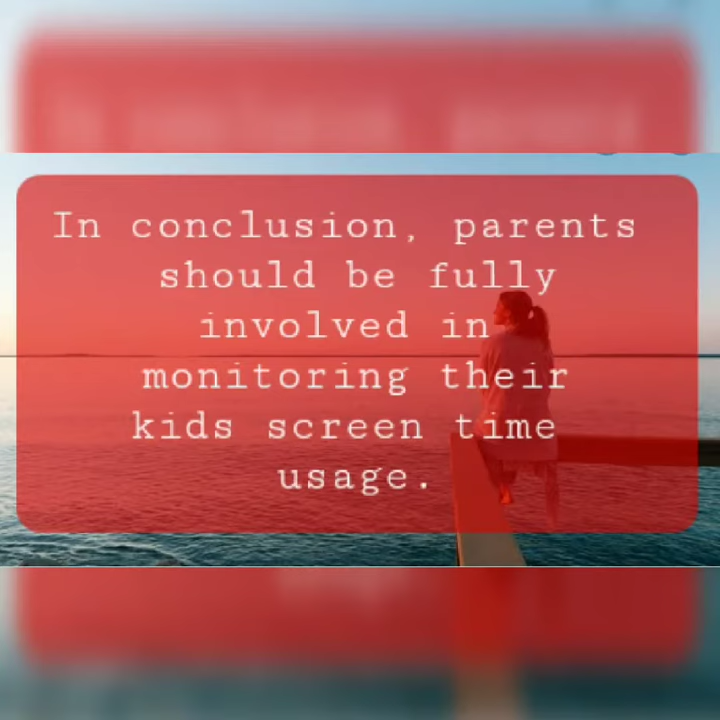 In conclusion, parents
should be fully
involved in
monitoring their
kids screen time
usage.